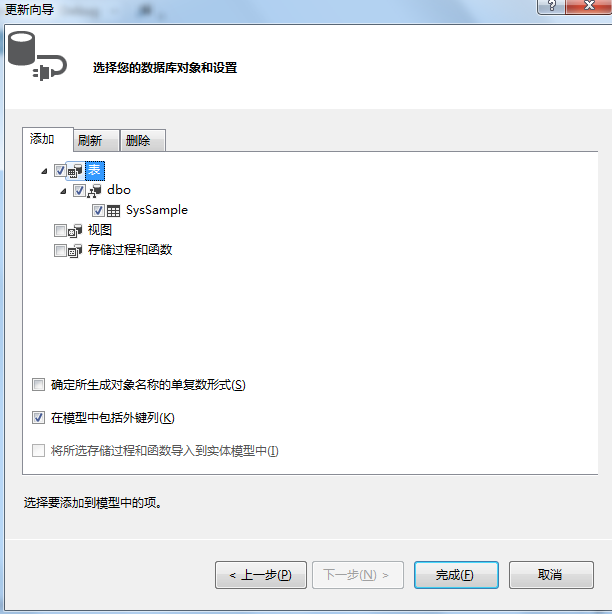 更新向导
?
选择您的数据库对象和设置
添加 刷新 删除
表
dbo
SysSample
视图
存储过程和函数
确定所生成对象名称的单复数形式(S)
在模型中包括外键列(K)
将所选存储过程和函数导入到实体模型中(I)
选择要添加到模型中的项。
< 上一步(P) 下一步(N) > 完成(F) 取消